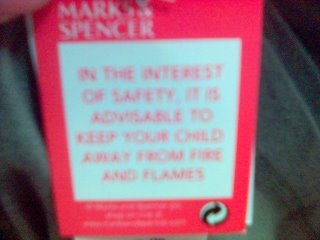 MARKS &
SPENCER
IN THE INTEREST
OF SAFETY, IT IS
ADVISABLE TO
KEEP YOUR CHILD
AWAY FROM FIRE
AND FLAMES